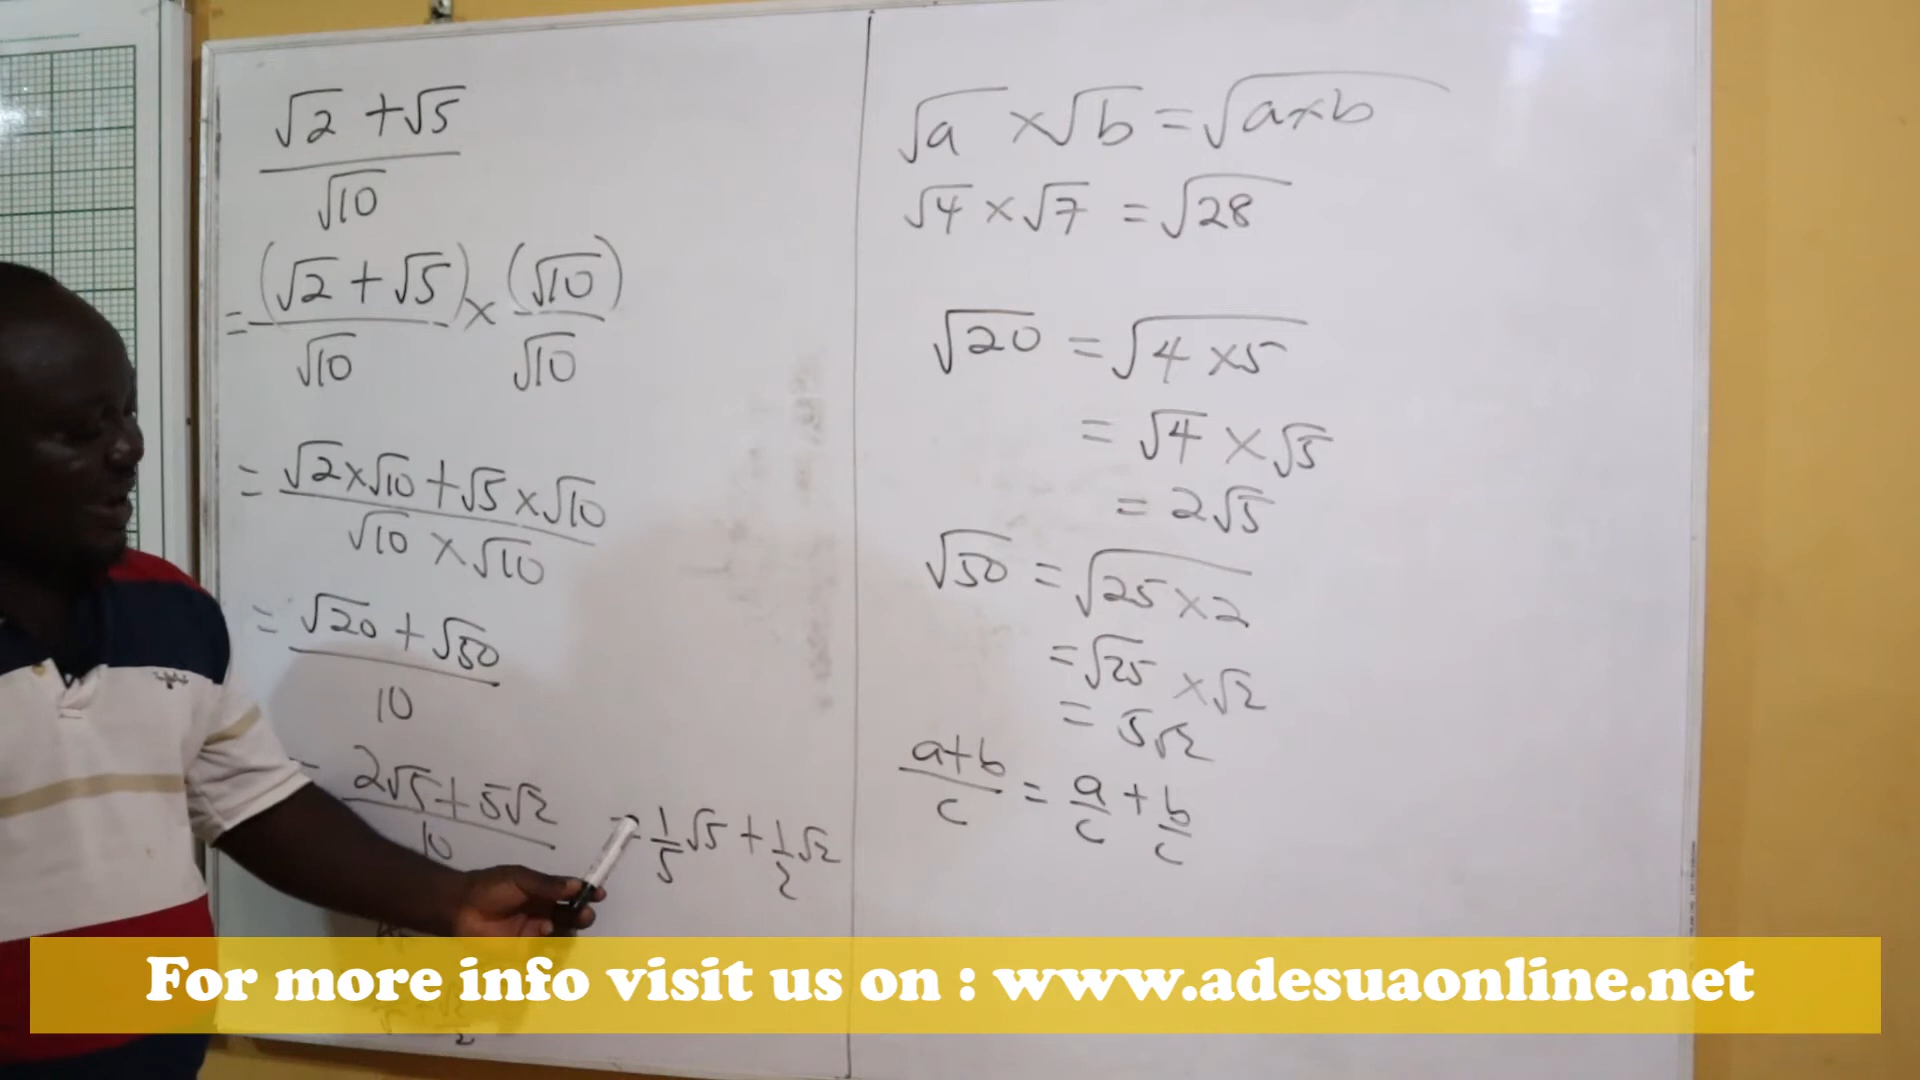 √2 + √5
√10
= (√2 + √5) × (√10)
√10 √10
= √2×√10 + √5×√10
√10 × √10
= √20 + √50
10
= 2√5 + 5√2
10
= 1/5 √5 + 1/2 √2
√a × √b = √a×b
√4 × √7 = √28
√20 = √4 × 5
= √4 × √5
= 2√5
√50 = √25 × 2
= √25 × √2
= 5√2
a+b/c = a/c + b/c
For more info visit us on : www.adesuaonline.net